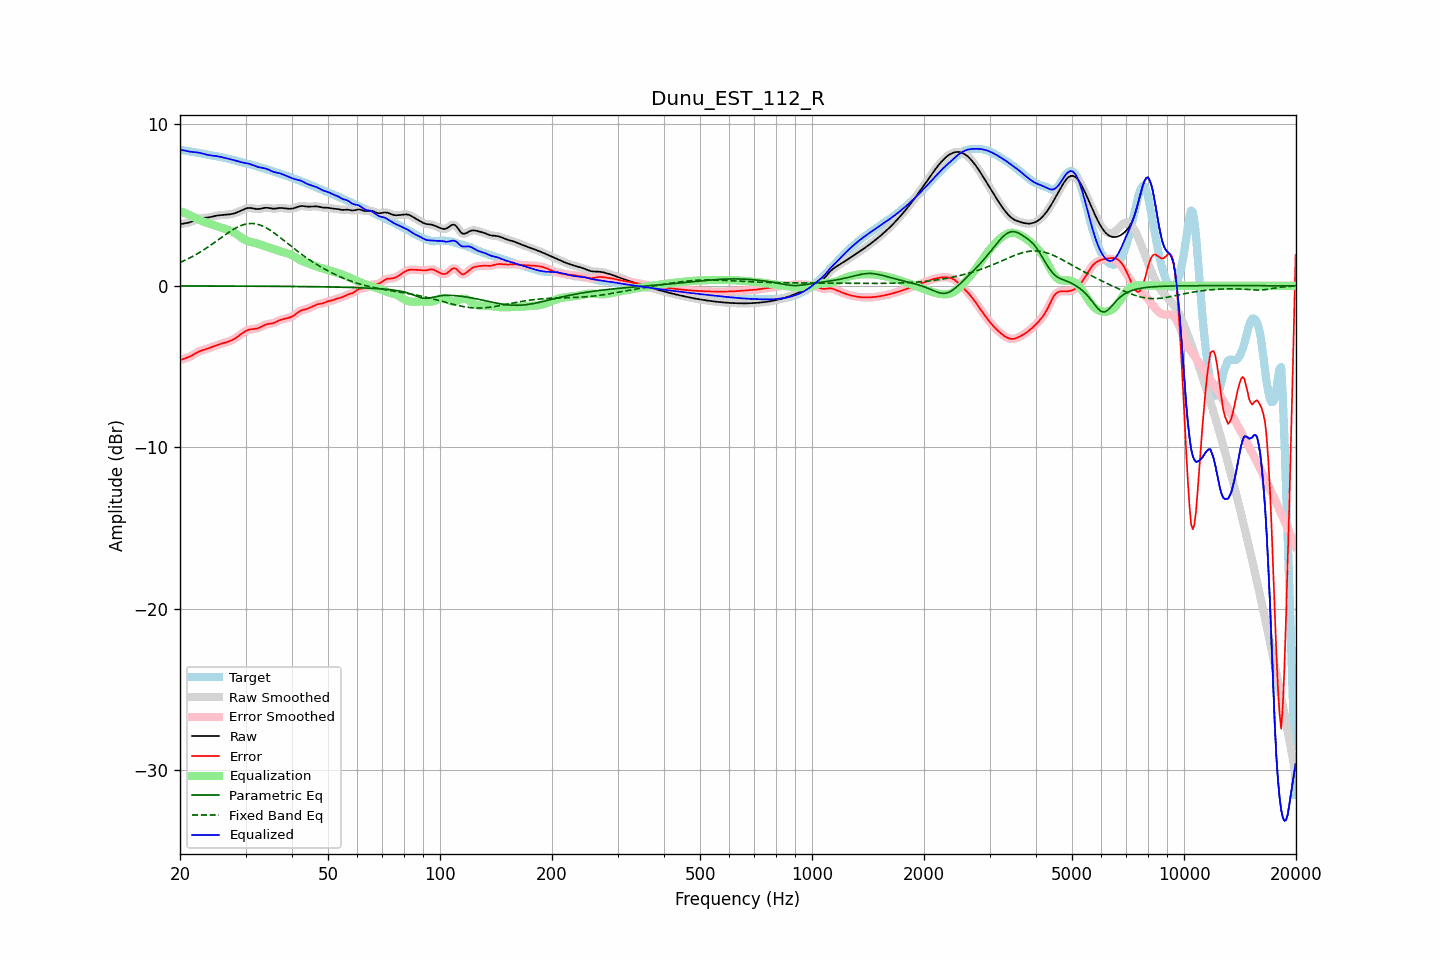 Dunu_EST_112_R
Amplitude (dBr)
10
0
−10
−20
−30
Target
Raw Smoothed
Error Smoothed
Raw
Error
Equalization
Parametric Eq
Fixed Band Eq
Equalized
20 50 100 200 500 1000 2000 5000 10000 20000
Frequency (Hz)